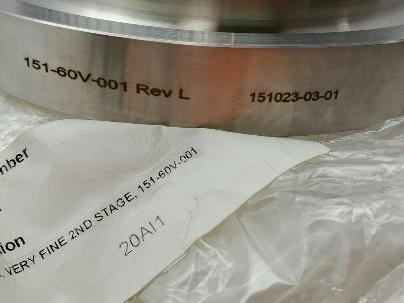 151-60V-001 Rev L
151023-03-01
mber
ion
, VERY FINE 2ND STAGE, 151-60V-001
20AI1